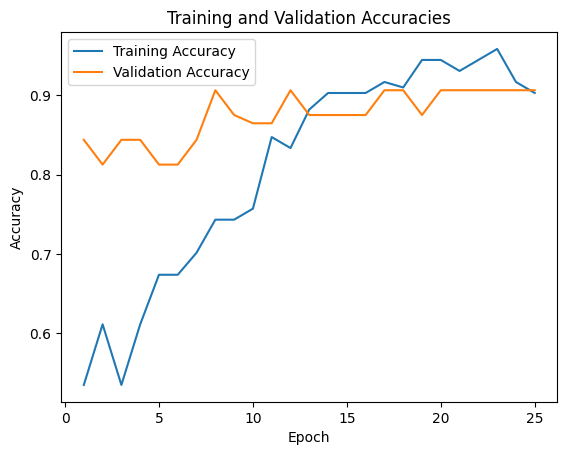 Training and Validation Accuracies
Training Accuracy
Validation Accuracy
Accuracy
0.9
0.8
0.7
0.6
0
5
10
15
20
25
Epoch